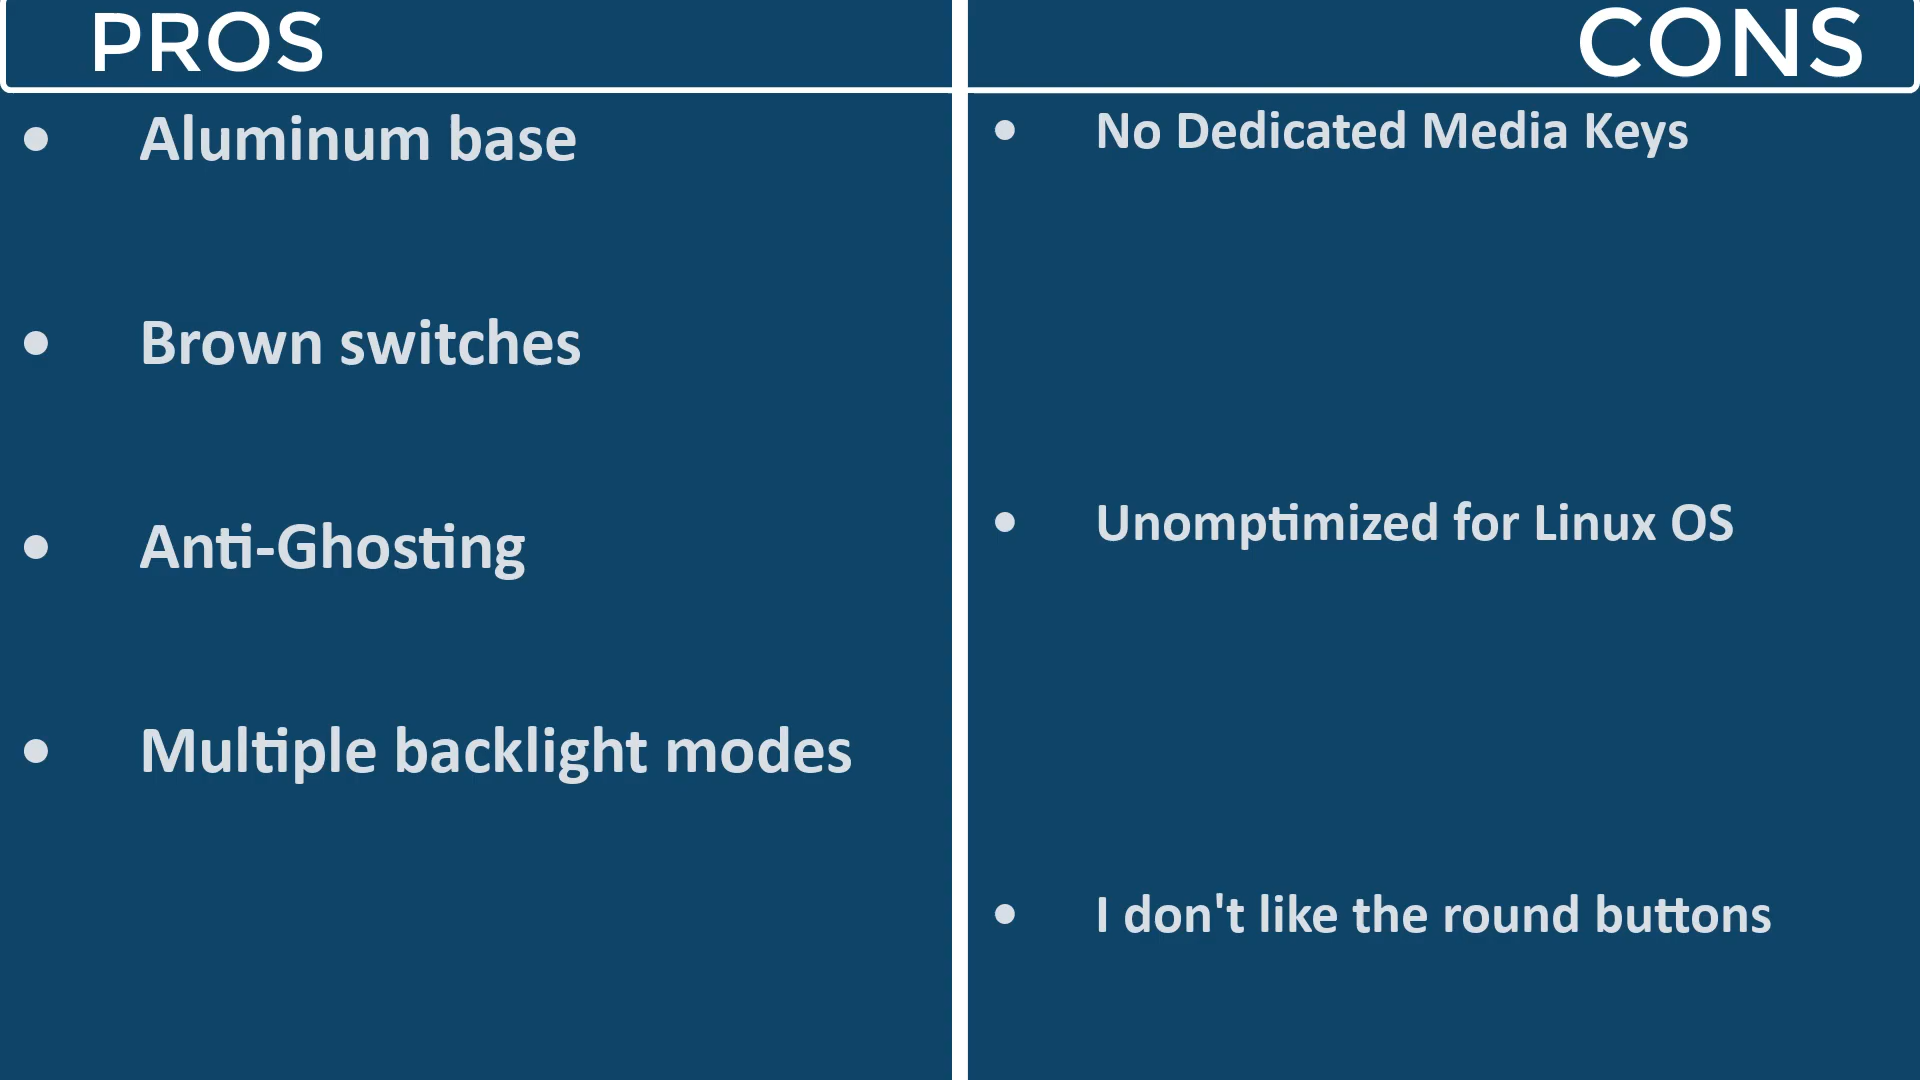 PROS
• Aluminum base
• Brown switches
• Anti-Ghosting
• Multiple backlight modes
CONS
• No Dedicated Media Keys
• Unomptimized for Linux OS
• I don't like the round buttons